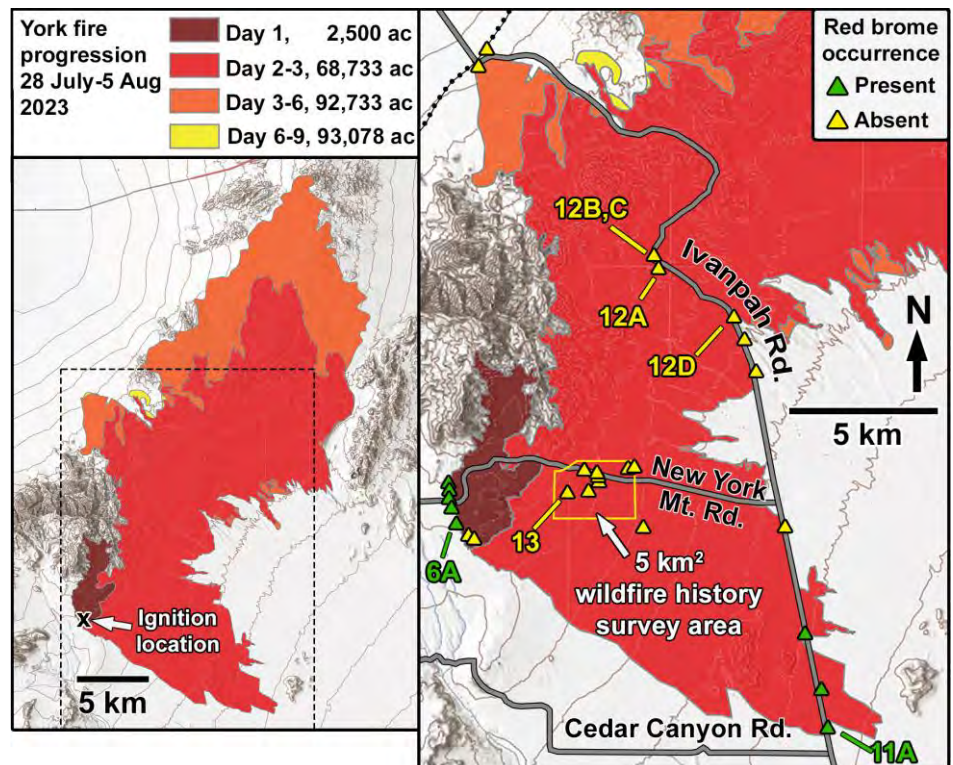 York fire
progression
28 July-5 Aug
2023
Day 1, 2,500 ac
Day 2-3, 68,733 ac
Day 3-6, 92,733 ac
Day 6-9, 93,078 ac
x
Ignition
location
5 km
Red brome
occurrence
Present
Absent
12B,C
Ivanpah Rd.
12A
12D
N
5 km
New York
Mt. Rd.
13
6A
5 km²
wildfire history
survey area
Cedar Canyon Rd.
11A